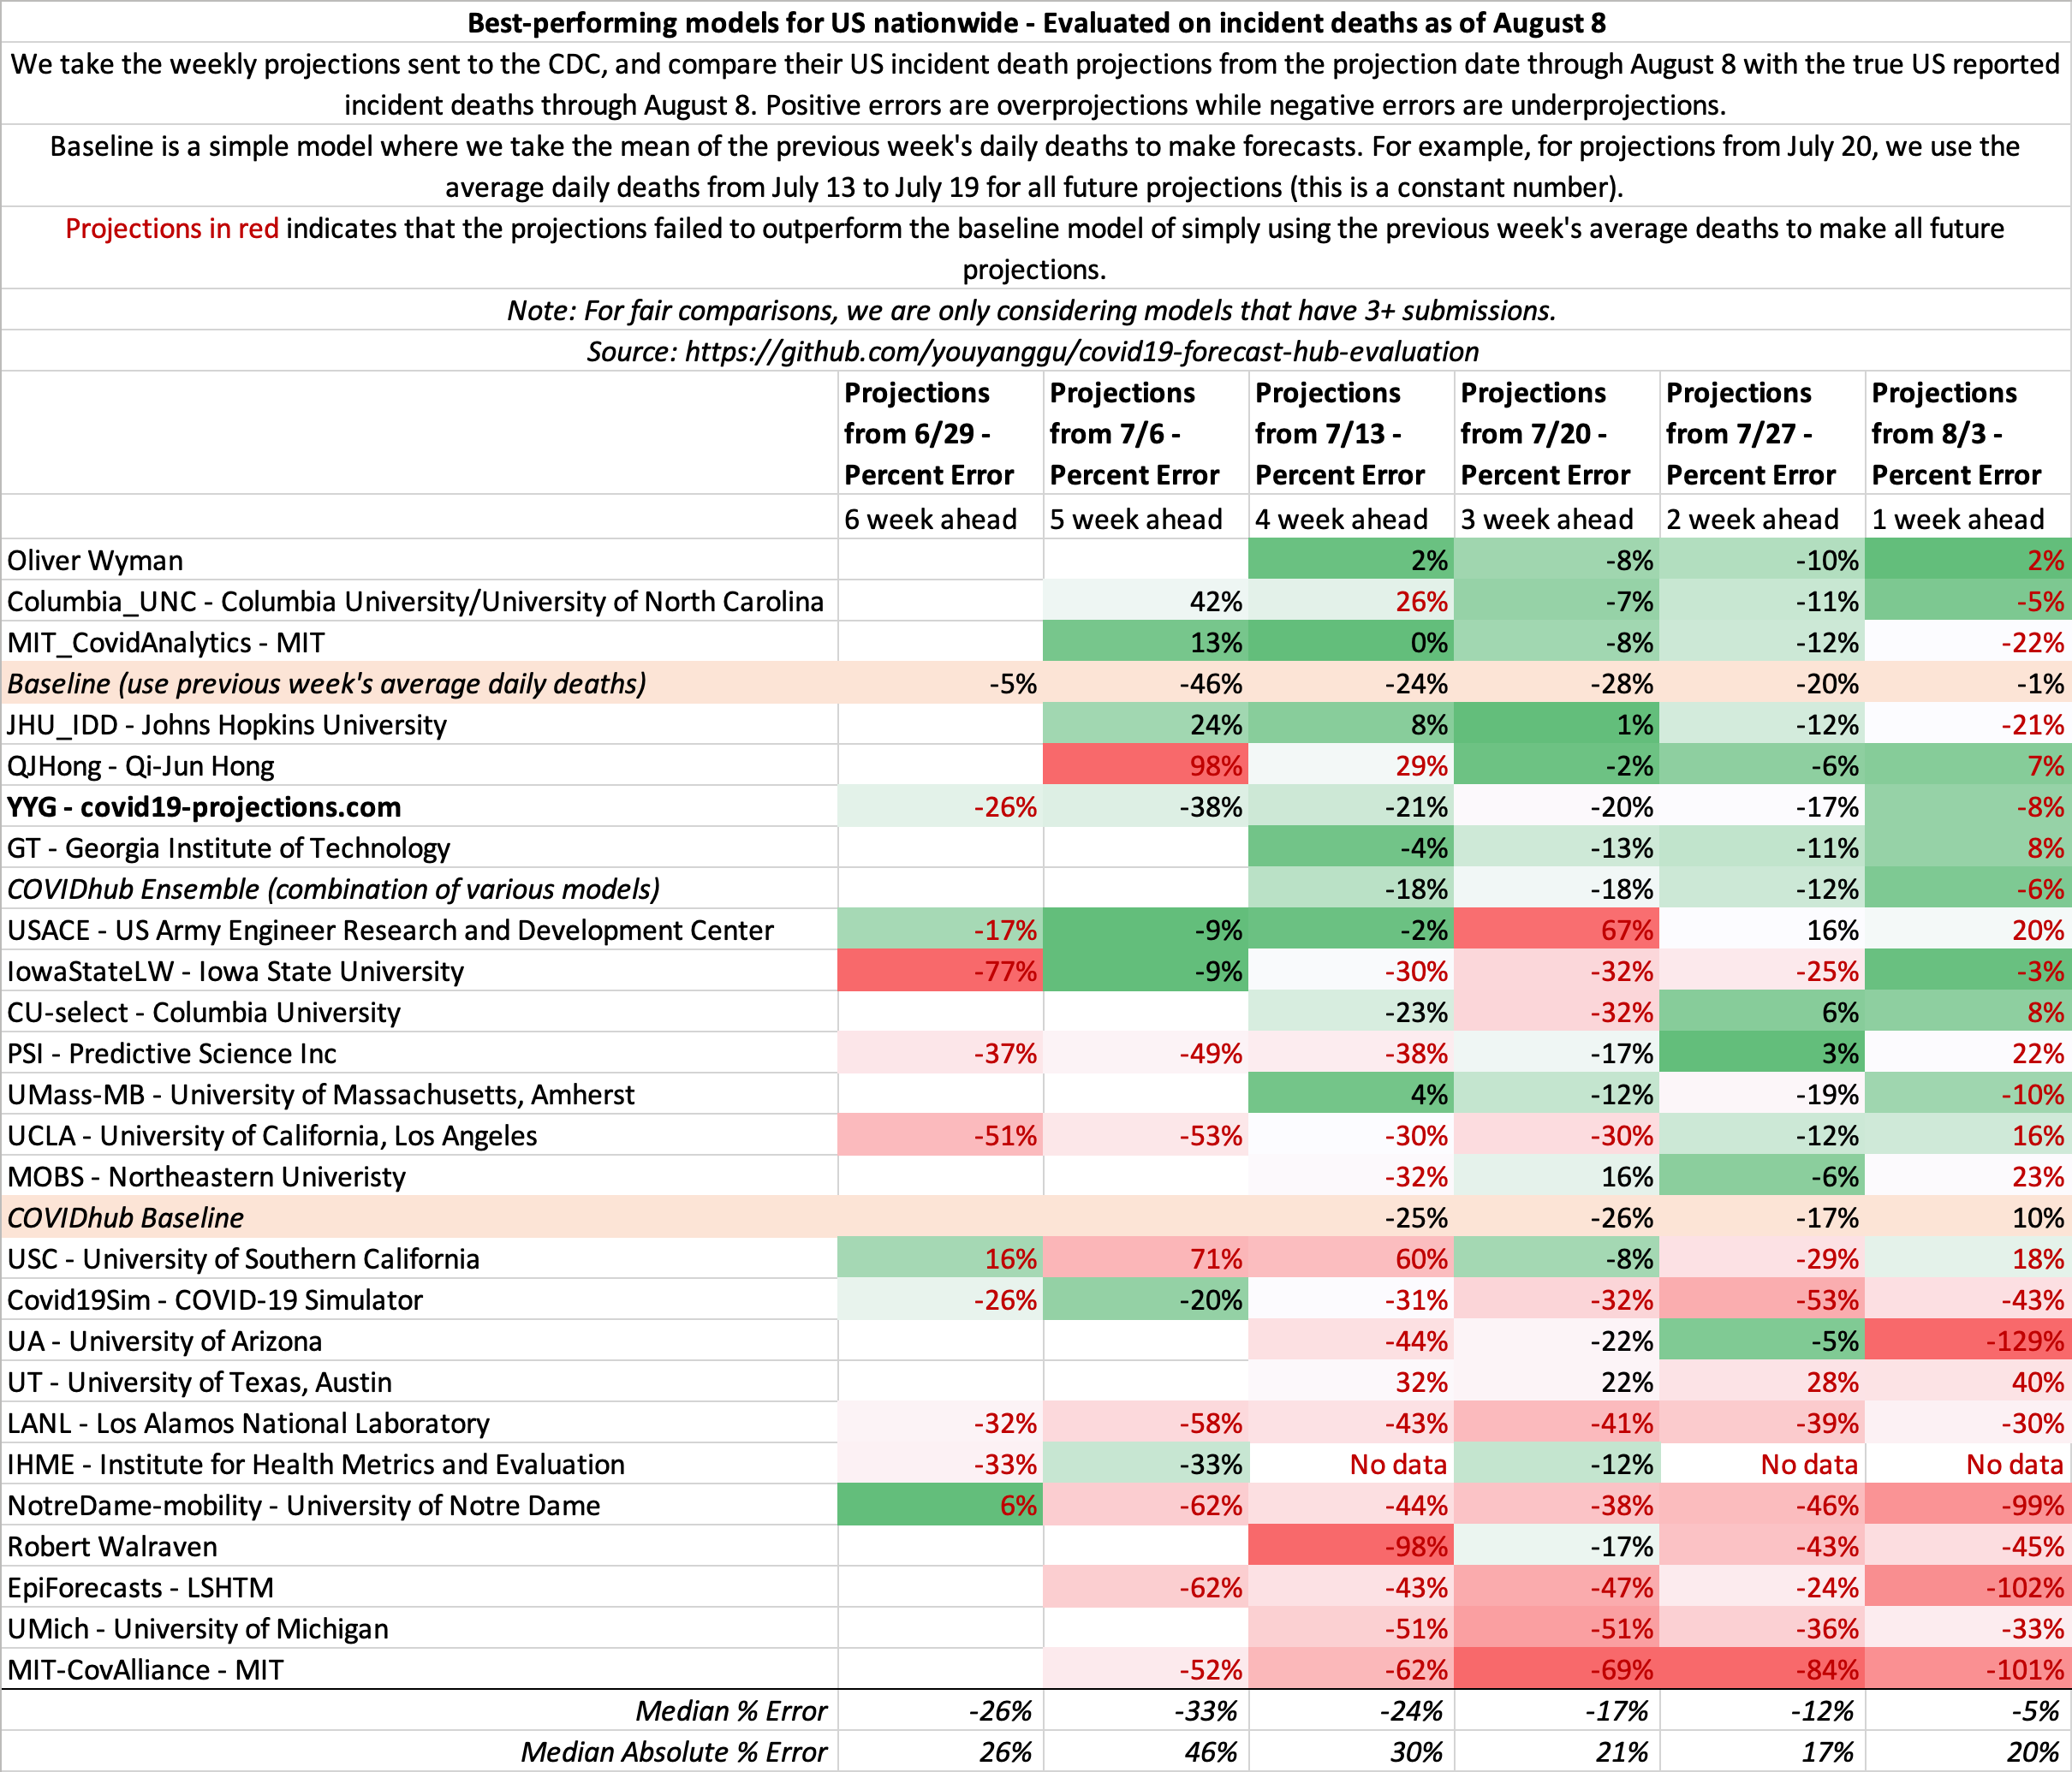 Best-performing models for US nationwide - Evaluated on incident deaths as of August 8
We take the weekly projections sent to the CDC, and compare their US incident death projections from the projection date through August 8 with the true US reported
incident deaths through August 8. Positive errors are overprojections while negative errors are underprojections.
Baseline is a simple model where we take the mean of the previous week's daily deaths to make forecasts. For example, for projections from July 20, we use the
average daily deaths from July 13 to July 19 for all future projections (this is a constant number).
Projections in red indicates that the projections failed to outperform the baseline model of simply using the previous week's average deaths to make all future
projections.
Note: For fair comparisons, we are only considering models that have 3+ submissions.
Source: https://github.com/youyanggu/covid19-forecast-hub-evaluation
Projections Projections Projections Projections Projections Projections
from 6/29 - from 7/6 - from 7/13 - from 7/20 - from 7/27 - from 8/3 -
Percent Error Percent Error Percent Error Percent Error Percent Error Percent Error
6 week ahead 5 week ahead 4 week ahead 3 week ahead 2 week ahead 1 week ahead
Oliver Wyman 2% -8% -10% 2%
Columbia_UNC - Columbia University/University of North Carolina 42% 26% -7% -11% -5%
MIT_CovidAnalytics - MIT 13% 0% -8% -12% -22%
Baseline (use previous week's average daily deaths) -5% -46% -24% -28% -20% -1%
JHU_IDD - Johns Hopkins University 24% 8% 1% -12% -21%
QJHong - Qi-Jun Hong 98% 29% -2% -6% 7%
YYG - covid19-projections.com -26% -38% -21% -20% -17% -8%
GT - Georgia Institute of Technology -4% -13% -11% 8%
COVIDhub Ensemble (combination of various models) -18% -18% -12% -6%
USACE - US Army Engineer Research and Development Center -17% -9% -2% 67% 16% 20%
IowaStateLW - Iowa State University -77% -9% -30% -32% -25% -3%
CU-select - Columbia University -23% -32% 6% 8%
PSI - Predictive Science Inc -37% -49% -38% -17% 3% 22%
UMass-MB - University of Massachusetts, Amherst 4% -12% -19% -10%
UCLA - University of California, Los Angeles -51% -53% -30% -30% -12% 16%
MOBS - Northeastern Univeristy -32% 16% -6% 23%
COVIDhub Baseline -25% -26% -17% 10%
USC - University of Southern California 16% 71% 60% -8% -29% 18%
Covid19Sim - COVID-19 Simulator -26% -20% -31% -32% -53% -43%
UA - University of Arizona -44% -22% -5% -129%
UT - University of Texas, Austin 32% 22% 28% 40%
LANL - Los Alamos National Laboratory -32% -58% -43% -41% -39% -30%
IHME - Institute for Health Metrics and Evaluation -33% -33% No data -12% No data No data
NotreDame-mobility - University of Notre Dame 6% -62% -44% -38% -46% -99%
Robert Walraven -98% -17% -43% -45%
EpiForecasts - LSHTM -62% -43% -47% -24% -102%
UMich - University of Michigan -51% -51% -36% -33%
MIT-CovAlliance - MIT -52% -62% -69% -84% -101%
Median % Error -26% -33% -24% -17% -12% -5%
Median Absolute % Error 26% 46% 30% 21% 17% 20%